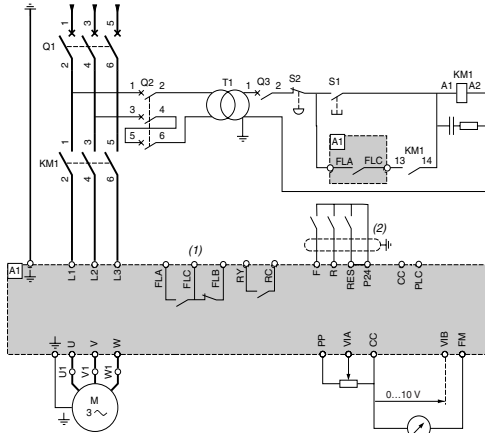 1 3 5
Q1
2 4 6
1 Q2 2
3 4
5 6
T1
1 Q3 2
S2
S1
KM1
A1 A2
A1
FLA FLC
13 KM1 14
1 3 5
KM1
2 4 6
(1)
(2)
A1
L1 L2 L3
FLA FLC FLB RY RC
F R RES P24 CC PLC
U V W
PP VIA CC VIB FM
U1 V1 W1
M
3
0...10 V